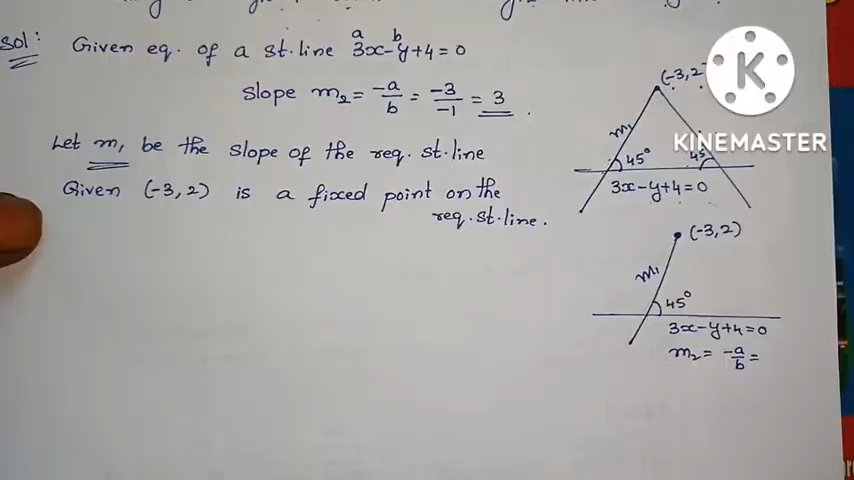 Sol: Given eq. of a st. line 3x-y+4=0
a b
Slope m₂ = -a/b = -3/-1 = 3.
Let m, be the slope of the req. st. line
Given (-3,2) is a fixed point on the
req. st. line.
(-3,2
K
KINEMASTER
m₁
45°
45°
3x-y+4=0
(-3,2)
m₁
45°
3x-y+4=0
m₂ = -a/b =